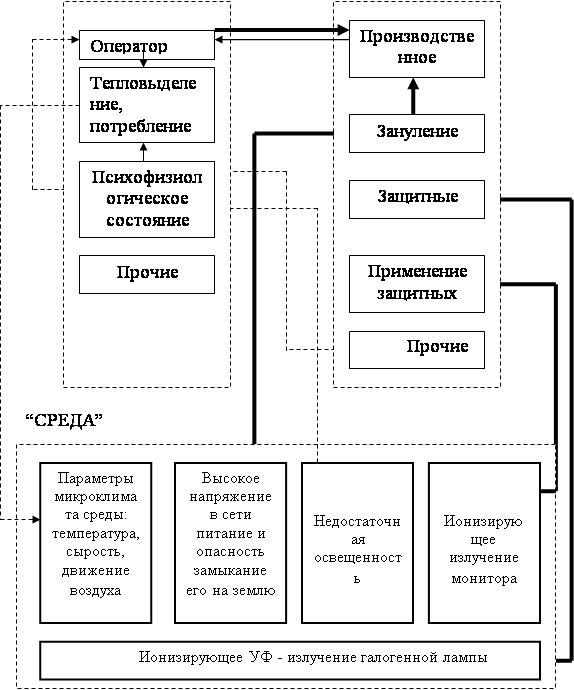 Оператор
Тепловыделе
ние,
потребление
Психофизиол
огическое
состояние
Прочие
Производстве
нное
Зануление
Защитные
Применение
защитных
Прочие
“СРЕДА”
Параметры
микроклима
та среды:
температура,
сырость,
движение
воздуха
Высокое
напряжение
в сети
питание и
опасность
замыкание
его на землю
Недостаточн
ая
освещенност
ь
Ионизирую
щее
излучение
монитора
Ионизирующее УФ - излучение галогенной лампы